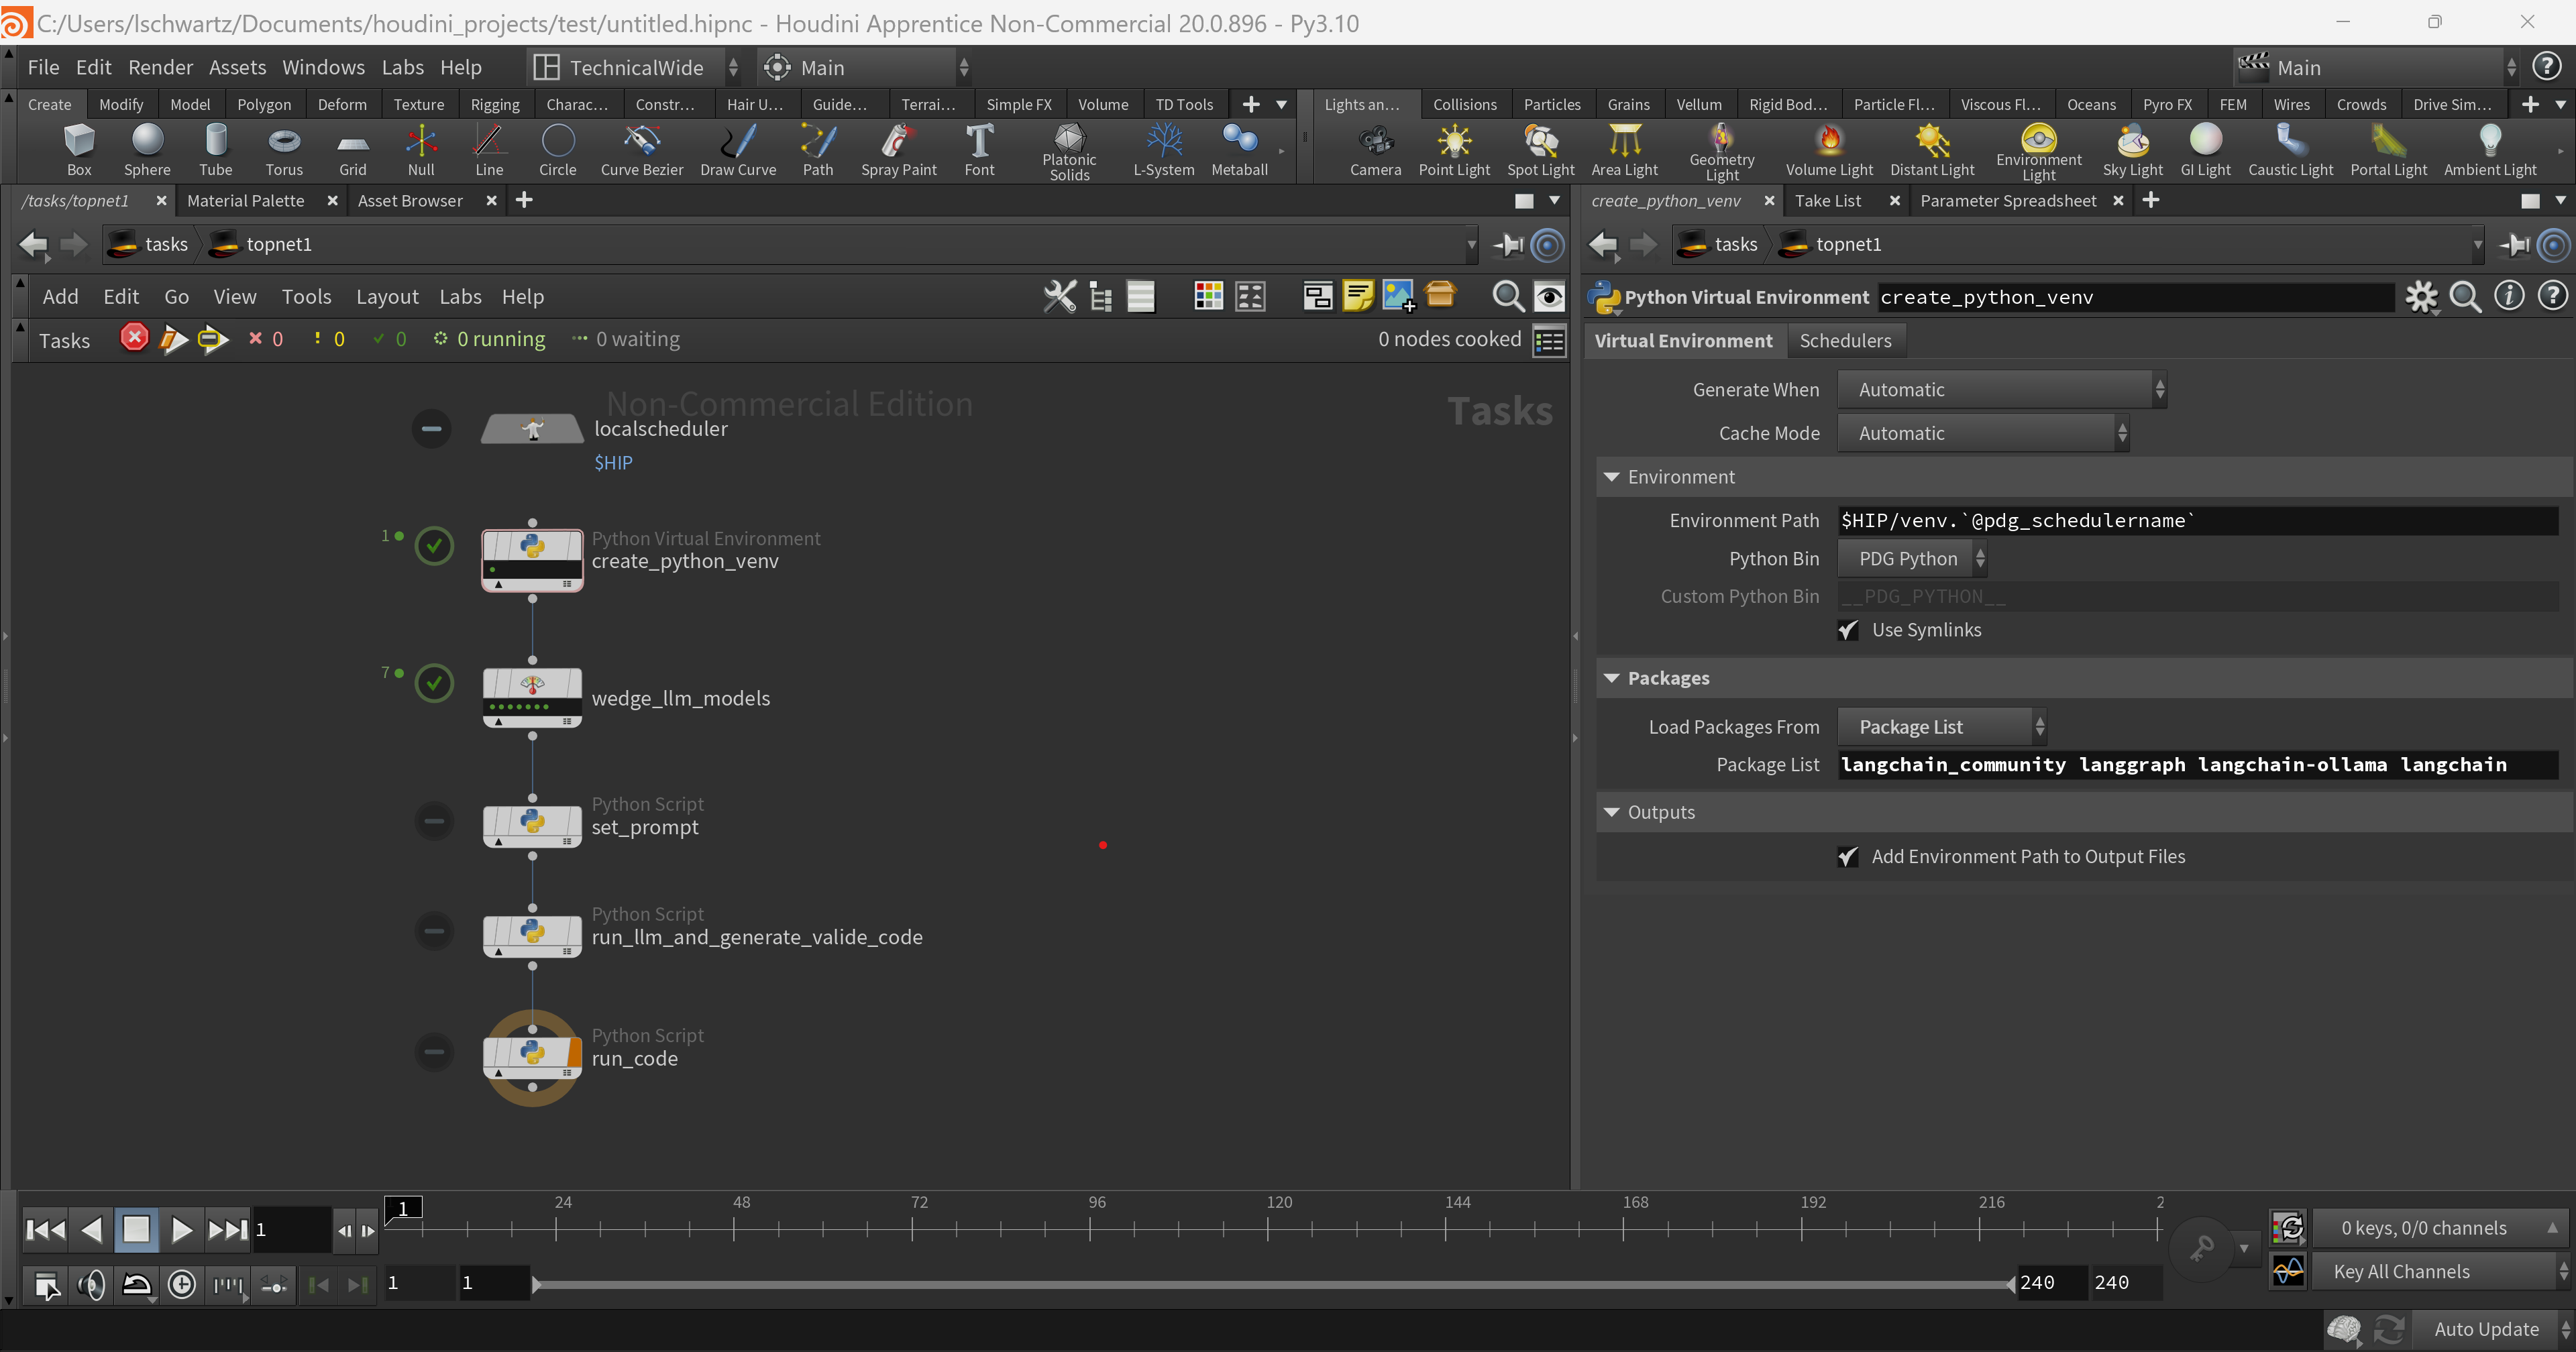 C:/Users/lschwartz/Documents/houdini_projects/test/untitled.hipnc - Houdini Apprentice Non-Commercial 20.0.896 - Py3.10
File Edit Render Assets Windows Labs Help TechnicalWide Main Main
Create Modify Model Polygon Deform Texture Rigging Charac... Constr... Hair U... Guide... Terrai... Simple FX Volume TD Tools Lights an... Collisions Particles Grains Vellum Rigid Bod... Particle Fl... Viscous Fl... Oceans Pyro FX FEM Wires Crowds Drive Sim...
Box Sphere Tube Torus Grid Null Line Circle Curve Bezier Draw Curve Path Spray Paint Font Platonic Solids L-System Metaball Camera Point Light Spot Light Area Light Geometry Light Volume Light Distant Light Environment Light Sky Light GI Light Caustic Light Portal Light Ambient Light
/tasks/topnet1 Material Palette Asset Browser create_python_venv Take List Parameter Spreadsheet
tasks topnet1 tasks topnet1
Add Edit Go View Tools Layout Labs Help
Python Virtual Environment create_python_venv
Tasks 0 0 0 0 running 0 waiting 0 nodes cooked
Virtual Environment Schedulers
Non-Commercial Edition
Tasks
localscheduler
$HIP
1
Python Virtual Environment
create_python_venv
7
wedge_llm_models
Python Script
set_prompt
Python Script
run_llm_and_generate_valide_code
Python Script
run_code
Generate When Automatic
Cache Mode Automatic
Environment
Environment Path $HIP/venv.`@pdg_schedulername`
Python Bin PDG Python
Custom Python Bin __PDG_PYTHON__
Use Symlinks
Packages
Load Packages From Package List
Package List langchain_community langgraph langchain-ollama langchain
Outputs
Add Environment Path to Output Files
1 1 24 48 72 96 120 144 168 192 216 2
0 keys, 0/0 channels
1 1 240 240 Key All Channels
Auto Update